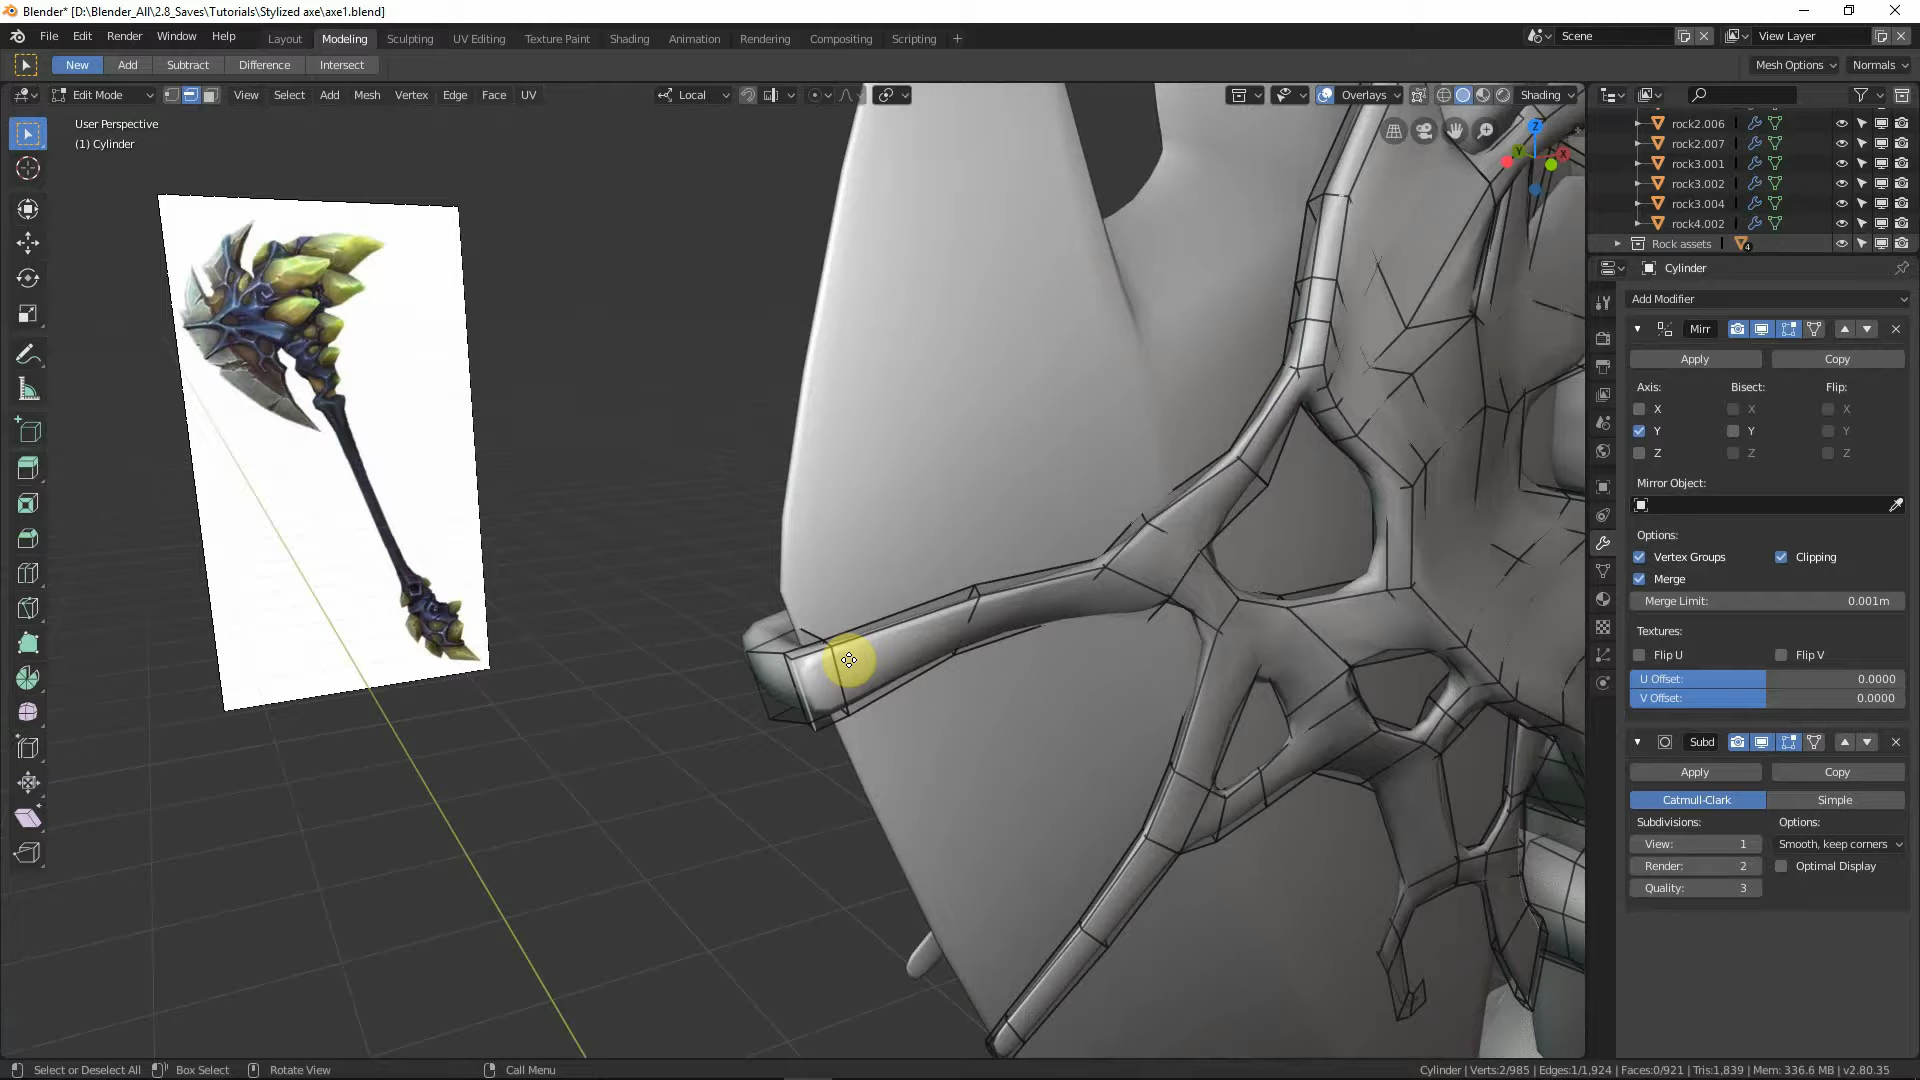 Blender* [D:\Blender_All\2.8_Saves\Tutorials\Stylized axe\axe1.blend]
File Edit Render Window Help Layout Modeling Sculpting UV Editing Texture Paint Shading Animation Rendering Compositing Scripting + Scene View Layer
New Add Subtract Difference Intersect Mesh Options Normals
Edit Mode View Select Add Mesh Vertex Edge Face UV Local Overlays Shading
User Perspective
(1) Cylinder
Z
Y
X
rock2.006
rock2.007
rock3.001
rock3.002
rock3.004
rock4.002
Rock assets 4
Cylinder
Add Modifier
Mirr
Apply Copy
Axis: Bisect: Flip:
X X X
Y Y Y
Z Z Z
Mirror Object:
Options:
Vertex Groups Clipping
Merge
Merge Limit: 0.001m
Textures:
Flip U Flip V
U Offset: 0.0000
V Offset: 0.0000
Subd
Apply Copy
Catmull-Clark Simple
Subdivisions: Options:
View: 1 Smooth, keep corners
Render: 2 Optimal Display
Quality: 3
Select or Deselect All Box Select Rotate View Call Menu Cylinder | Verts:2/985 | Edges:1/1,924 | Faces:0/921 | Tris:1,839 | Mem: 336.6 MB | v2.80.35